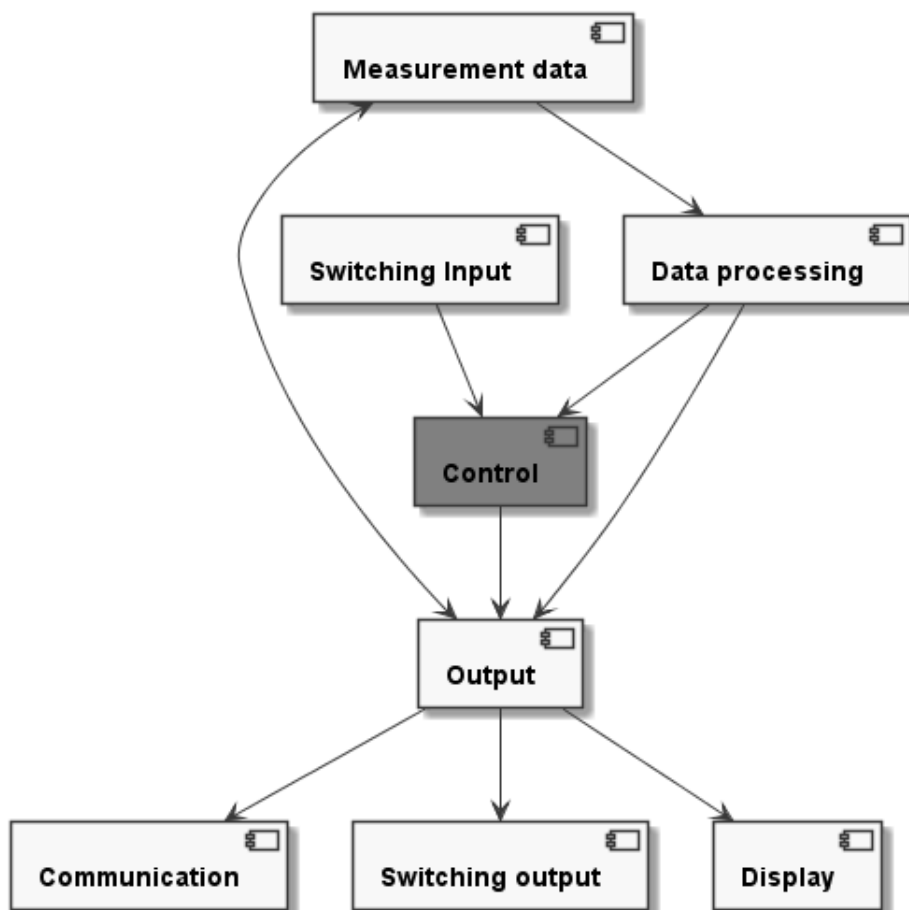 Measurement data
Switching Input
Data processing
Control
Output
Communication
Switching output
Display